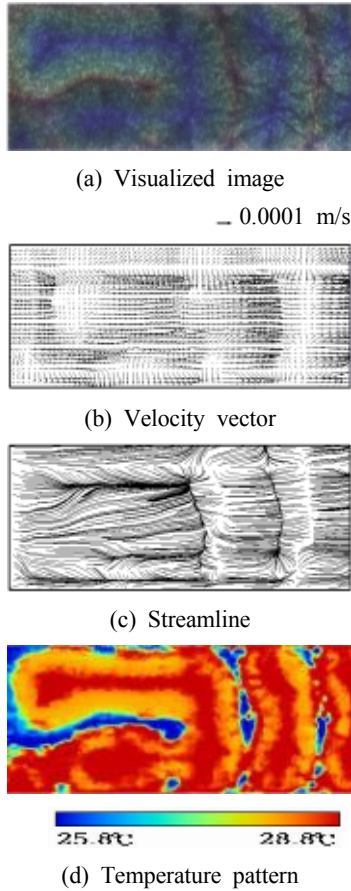 (a) Visualized image
0.0001 m/s
(b) Velocity vector
(c) Streamline
25.8℃ 28.8℃
(d) Temperature pattern